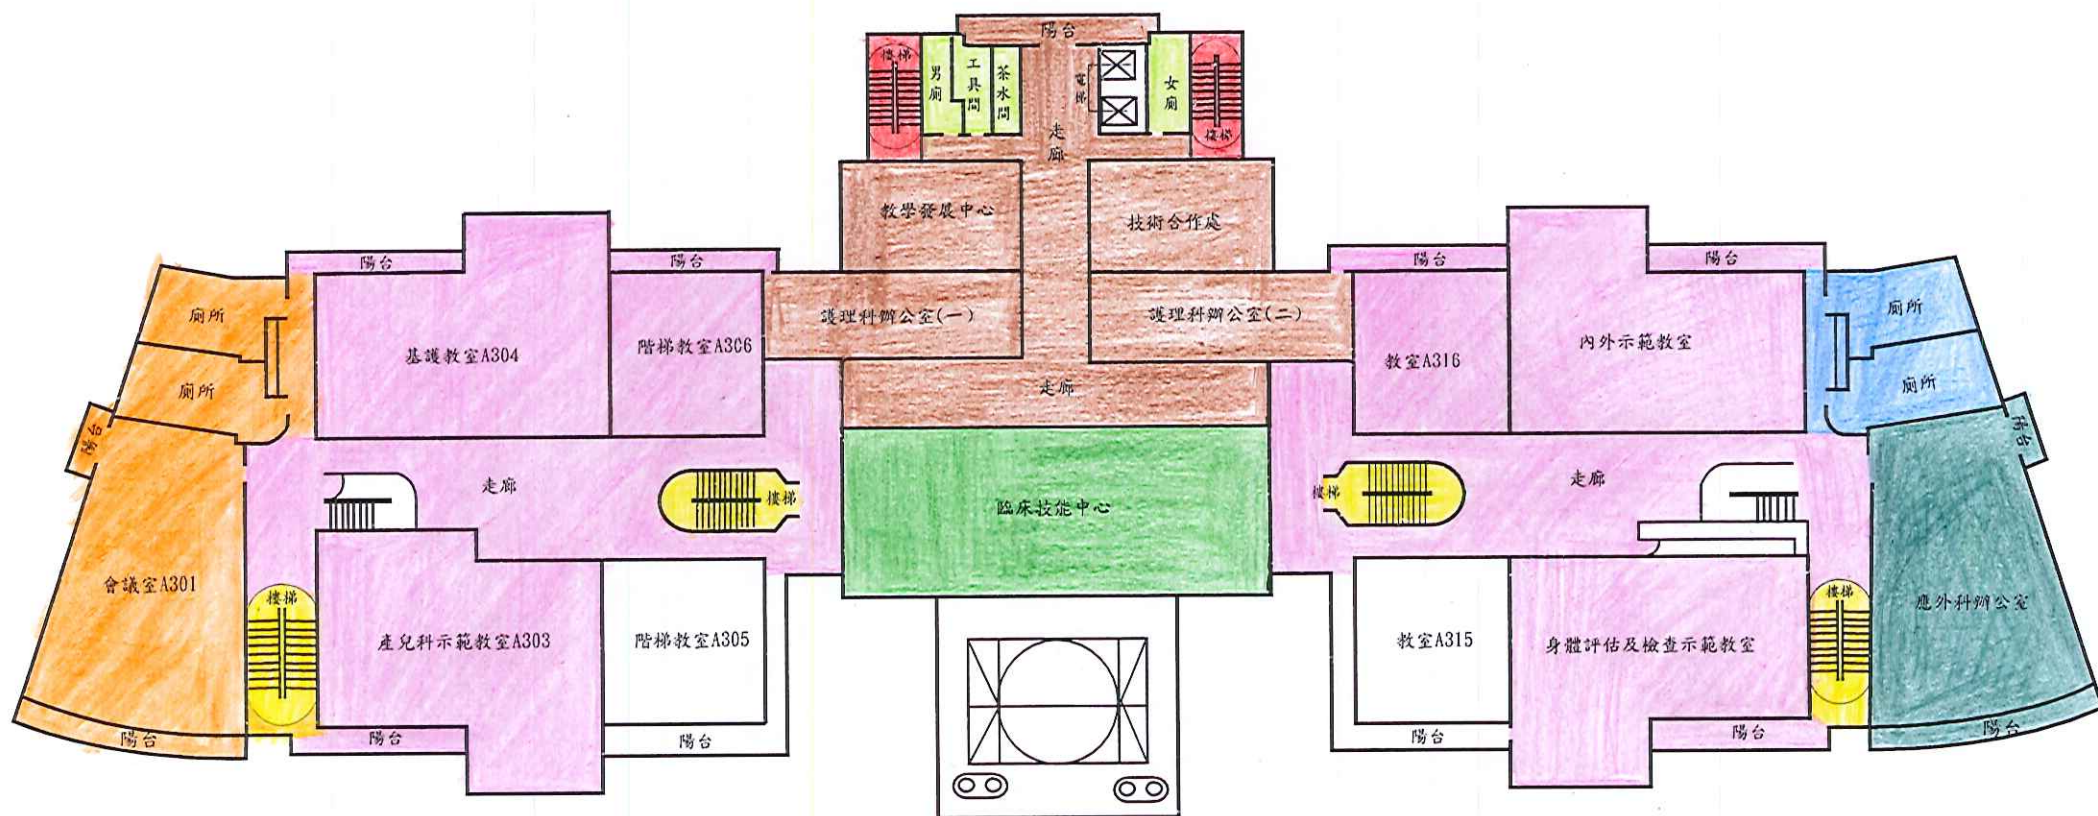 陽台
樓梯
男廁
工具間
茶水間
電梯
女廁
樓梯
走廊
教學發展中心
技術合作處
陽台
陽台
陽台
陽台
廁所
基護教室A304
階梯教室A306
護理科辦公室(一)
護理科辦公室(二)
教室A316
內外示範教室
廁所
廁所
走廊
廁所
陽台
陽台
走廊
樓梯
臨床技能中心
樓梯
走廊
會議室A301
樓梯
產兒科示範教室A303
階梯教室A305
教室A315
身體評估及檢查示範教室
樓梯
應外科辦公室
陽台
陽台
陽台
陽台
陽台
陽台